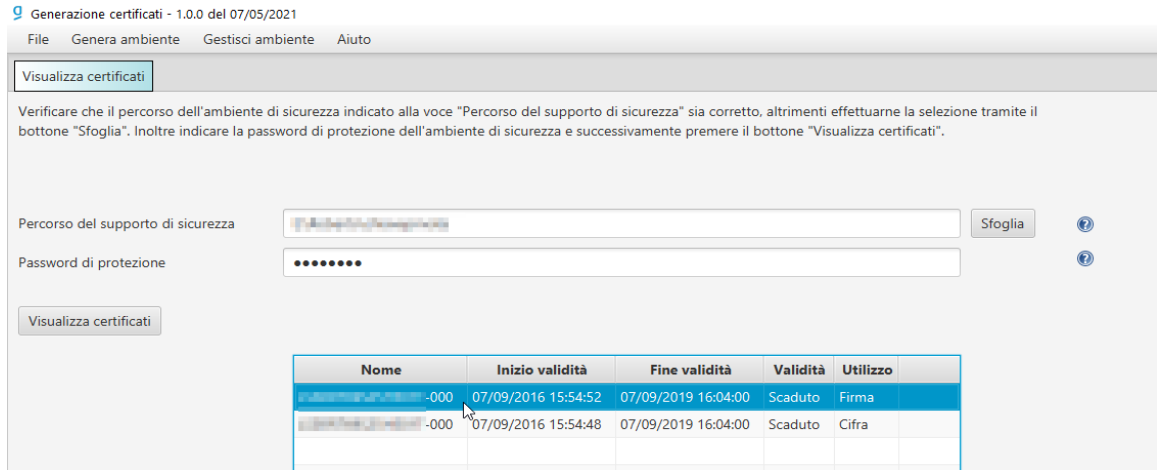 Generazione certificati - 1.0.0 del 07/05/2021
File Genera ambiente Gestisci ambiente Aiuto
Visualizza certificati
Verificare che il percorso dell'ambiente di sicurezza indicato alla voce "Percorso del supporto di sicurezza" sia corretto, altrimenti effettuarne la selezione tramite il
bottone "Sfoglia". Inoltre indicare la password di protezione dell'ambiente di sicurezza e successivamente premere il bottone "Visualizza certificati".
Percorso del supporto di sicurezza Sfoglia
Password di protezione ••••••••
Visualizza certificati
Nome Inizio validità Fine validità Validità Utilizzo
-000 07/09/2016 15:54:52 07/09/2019 16:04:00 Scaduto Firma
-000 07/09/2016 15:54:48 07/09/2019 16:04:00 Scaduto Cifra